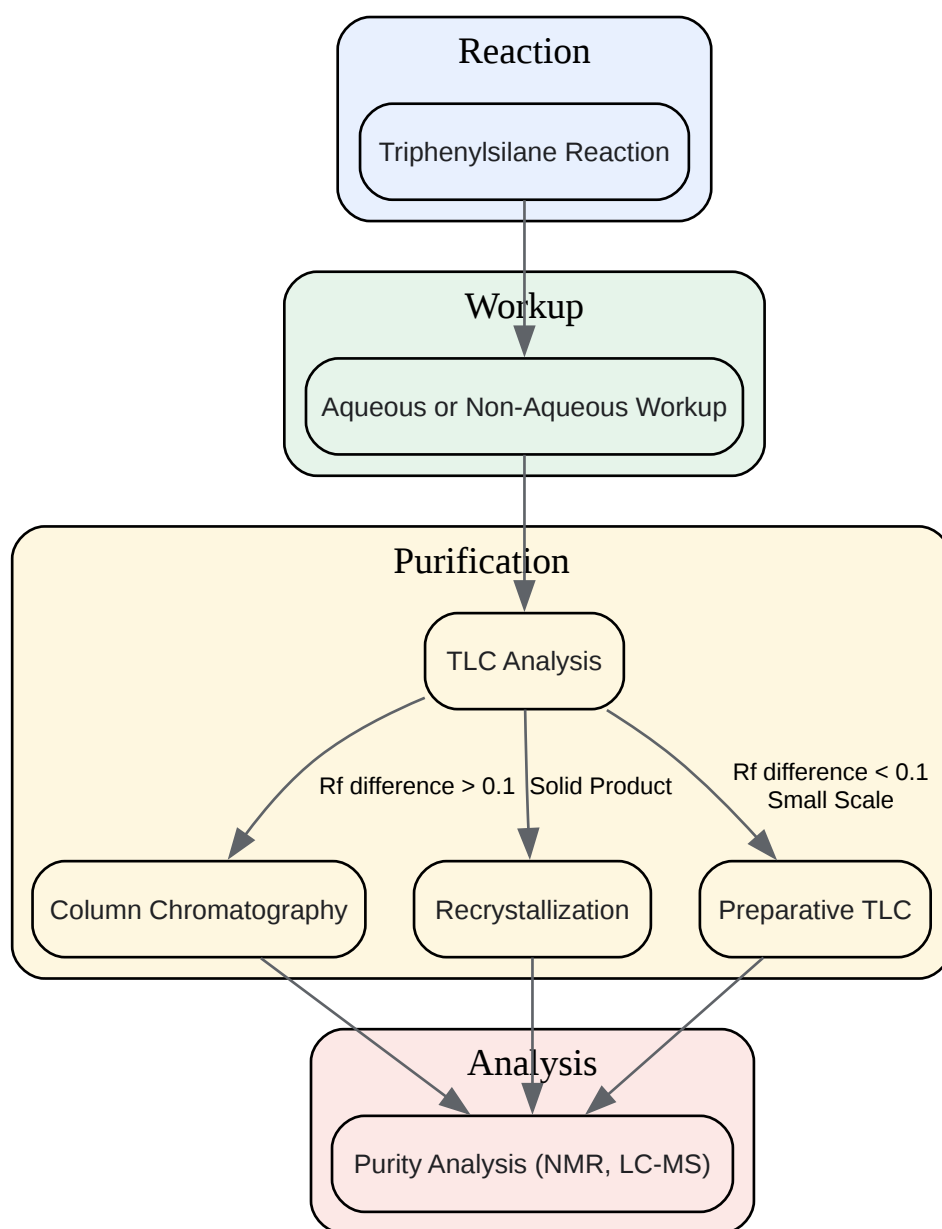 Reaction
Triphenylsilane Reaction
Workup
Aqueous or Non-Aqueous Workup
Purification
TLC Analysis
Rf difference > 0.1
Solid Product
Rf difference < 0.1
Small Scale
Column Chromatography
Recrystallization
Preparative TLC
Analysis
Purity Analysis (NMR, LC-MS)